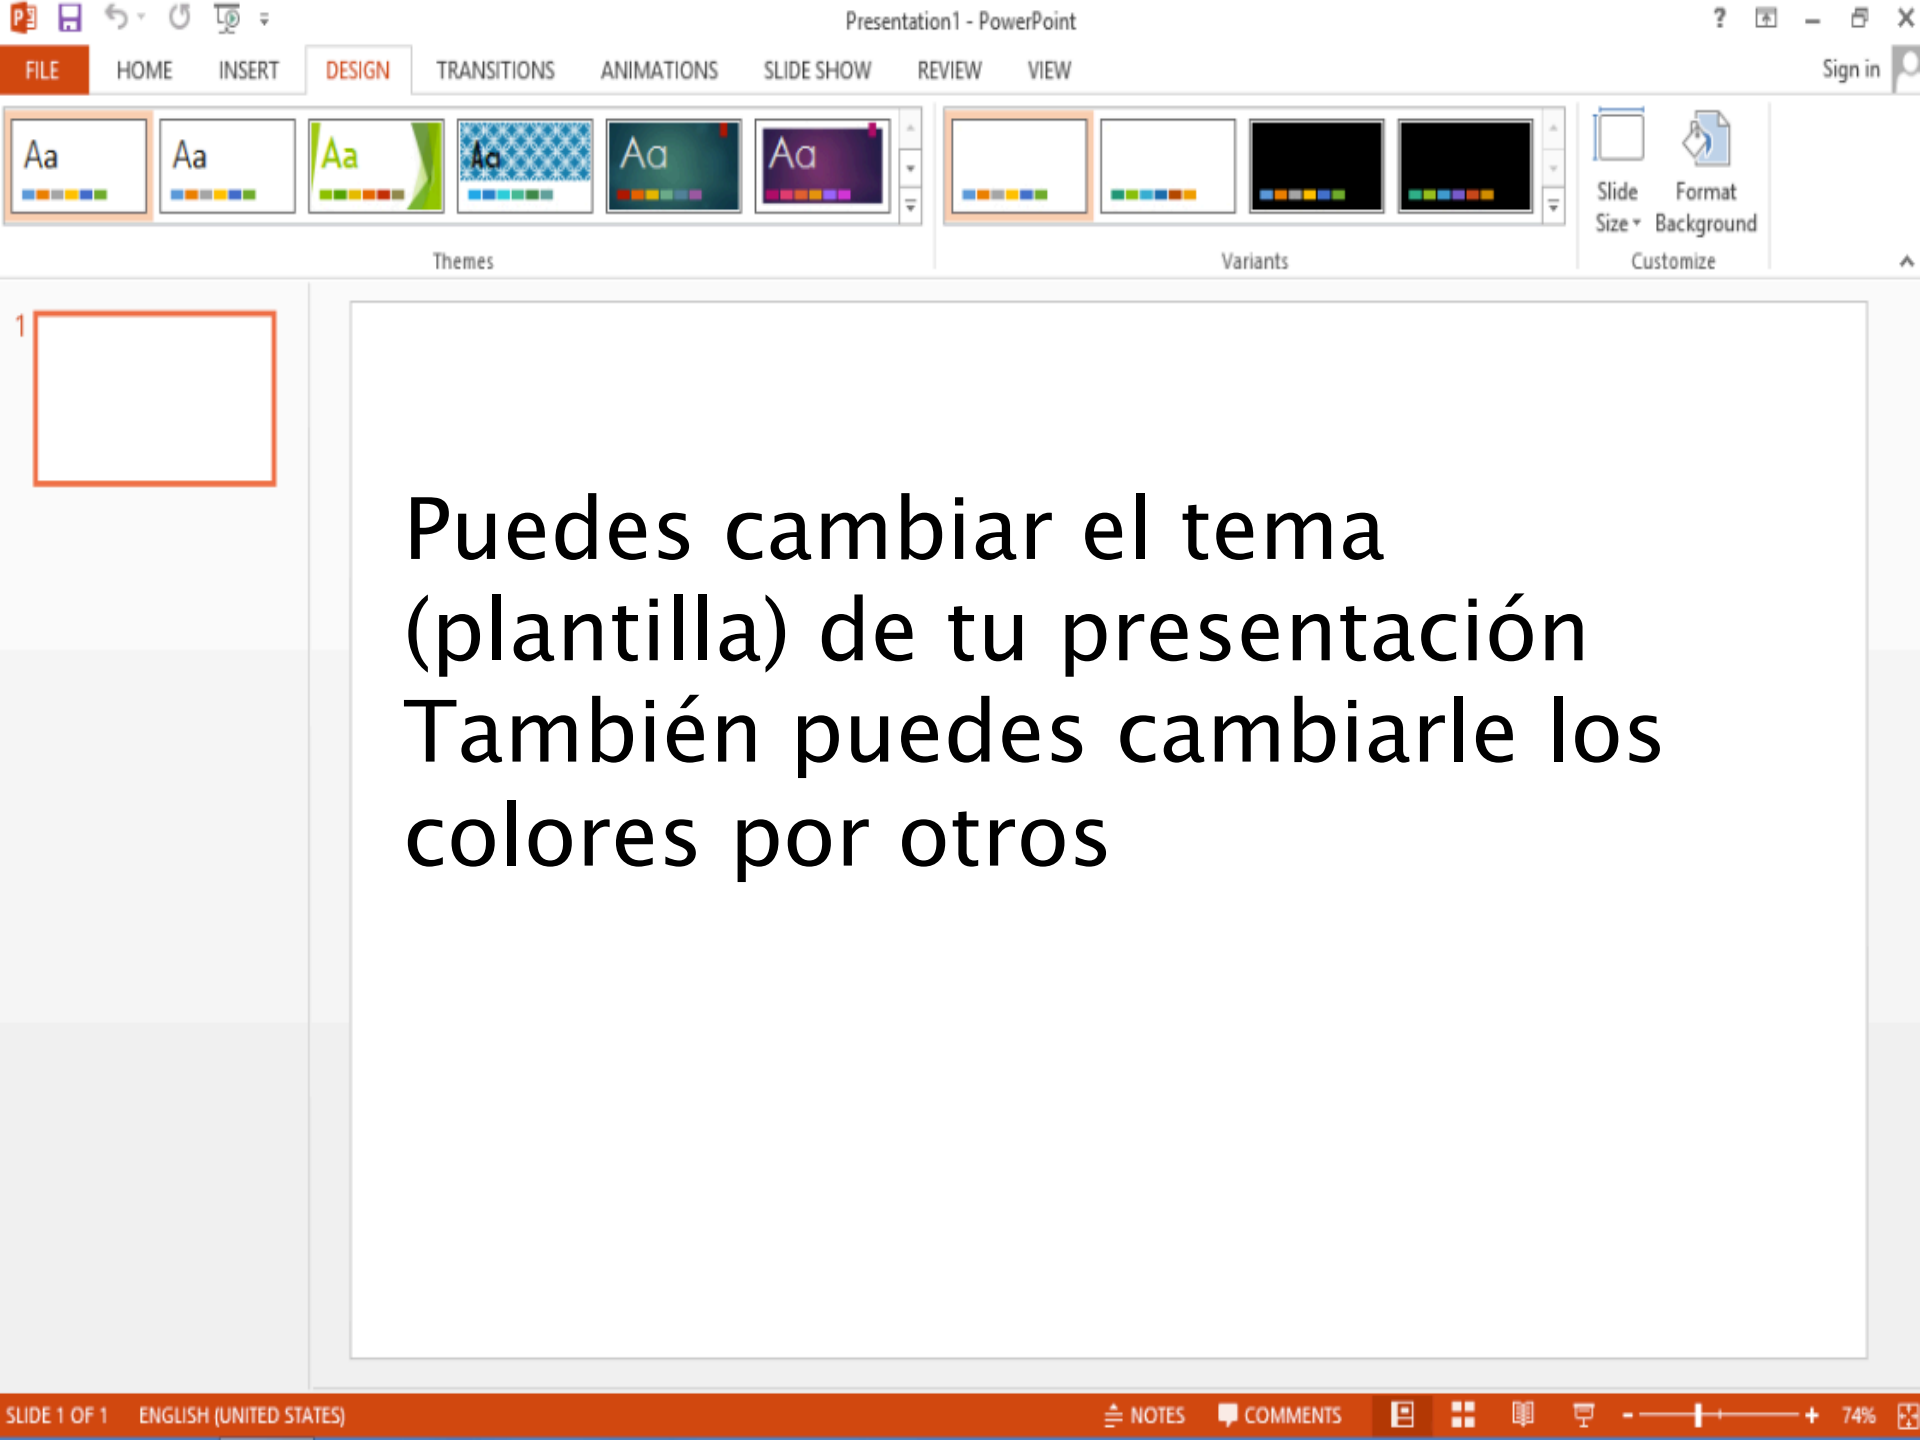 Presentation1 - PowerPoint
?
FILE HOME INSERT DESIGN TRANSITIONS ANIMATIONS SLIDE SHOW REVIEW VIEW Sign in
Aa Aa Aa Aa Aa Aa
Slide Size Format Background
Themes Variants Customize
1
Puedes cambiar el tema
(plantilla) de tu presentación
También puedes cambiarle los
colores por otros
SLIDE 1 OF 1 ENGLISH (UNITED STATES) NOTES COMMENTS 74%